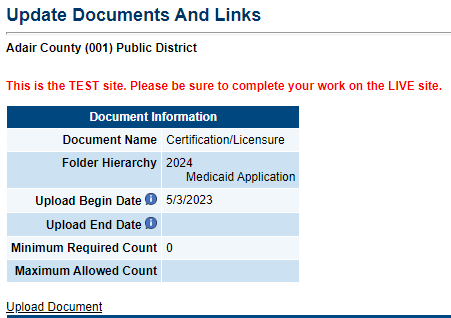 Update Documents And Links
Adair County (001) Public District
This is the TEST site. Please be sure to complete your work on the LIVE site.
Document Information
Document Name Certification/Licensure
Folder Hierarchy 2024
Medicaid Application
Upload Begin Date i 5/3/2023
Upload End Date i
Minimum Required Count 0
Maximum Allowed Count
Upload Document